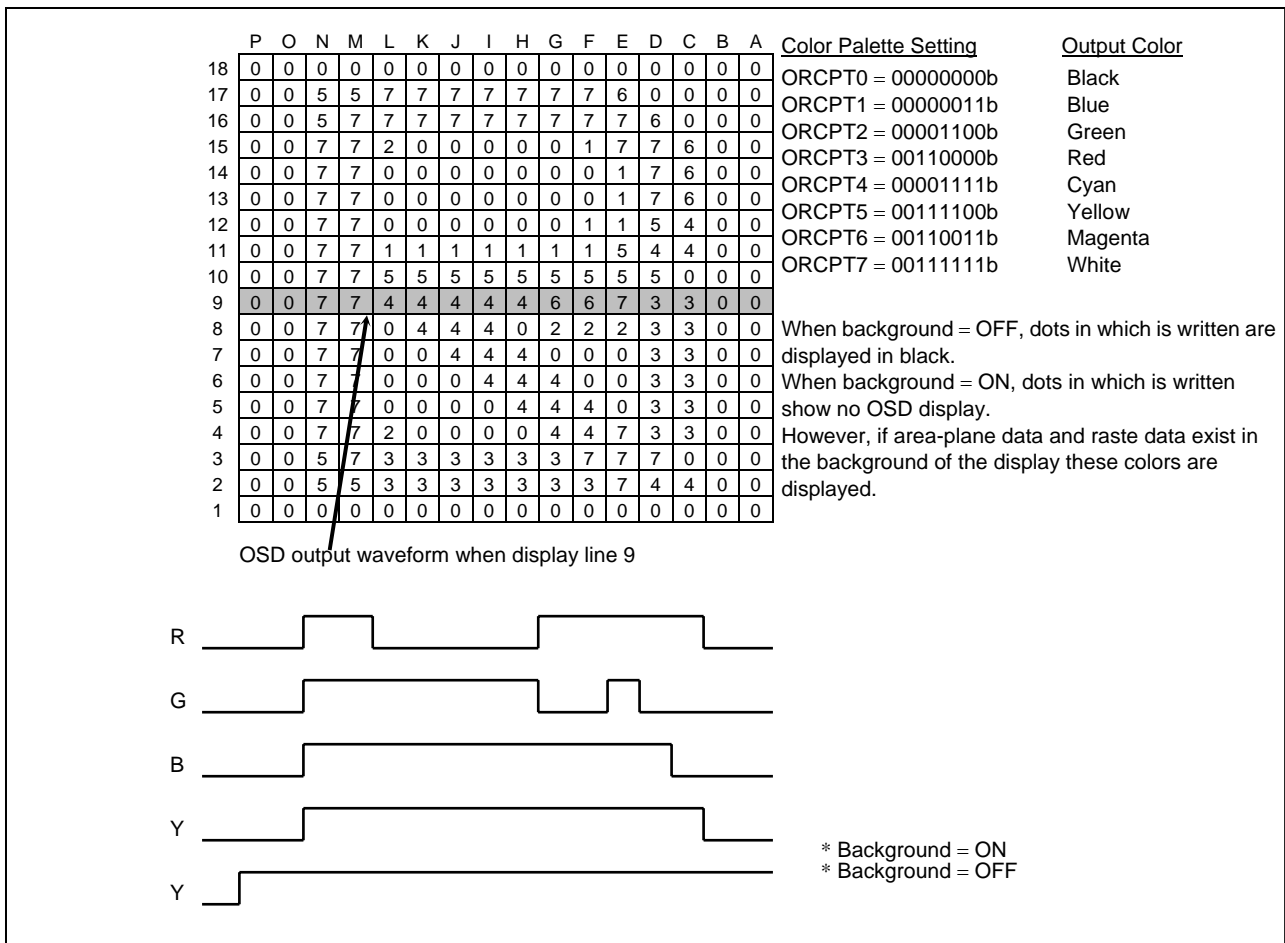 P O N M L K J I H G F E D C B A
18 0 0 0 0 0 0 0 0 0 0 0 0 0 0 0 0
17 0 0 5 5 7 7 7 7 7 7 7 6 0 0 0 0
16 0 0 5 7 7 7 7 7 7 7 7 7 6 0 0 0
15 0 0 7 7 2 0 0 0 0 0 1 7 7 6 0 0
14 0 0 7 7 0 0 0 0 0 0 0 1 7 6 0 0
13 0 0 7 7 0 0 0 0 0 0 0 1 7 6 0 0
12 0 0 7 7 0 0 0 0 0 0 1 1 5 4 0 0
11 0 0 7 7 1 1 1 1 1 1 1 5 4 4 0 0
10 0 0 7 7 5 5 5 5 5 5 5 5 5 0 0 0
9 0 0 7 7 4 4 4 4 4 6 6 7 3 3 0 0
8 0 0 7 7 0 4 4 4 0 2 2 2 3 3 0 0
7 0 0 7 7 0 0 4 4 4 0 0 0 3 3 0 0
6 0 0 7 7 0 0 0 4 4 4 0 0 3 3 0 0
5 0 0 7 7 0 0 0 0 4 4 4 0 3 3 0 0
4 0 0 7 7 2 0 0 0 0 4 4 7 3 3 0 0
3 0 0 5 7 3 3 3 3 3 3 7 7 7 0 0 0
2 0 0 5 5 3 3 3 3 3 3 3 7 4 4 0 0
1 0 0 0 0 0 0 0 0 0 0 0 0 0 0 0 0
Color Palette Setting Output Color
ORCPT0 = 00000000b Black
ORCPT1 = 00000011b Blue
ORCPT2 = 00001100b Green
ORCPT3 = 00110000b Red
ORCPT4 = 00001111b Cyan
ORCPT5 = 00111100b Yellow
ORCPT6 = 00110011b Magenta
ORCPT7 = 00111111b White
When background = OFF, dots in which is written are
displayed in black.
When background = ON, dots in which is written
show no OSD display.
However, if area-plane data and raste data exist in
the background of the display these colors are
displayed.
OSD output waveform when display line 9
R
G
B
Y
* Background = ON
* Background = OFF
Y